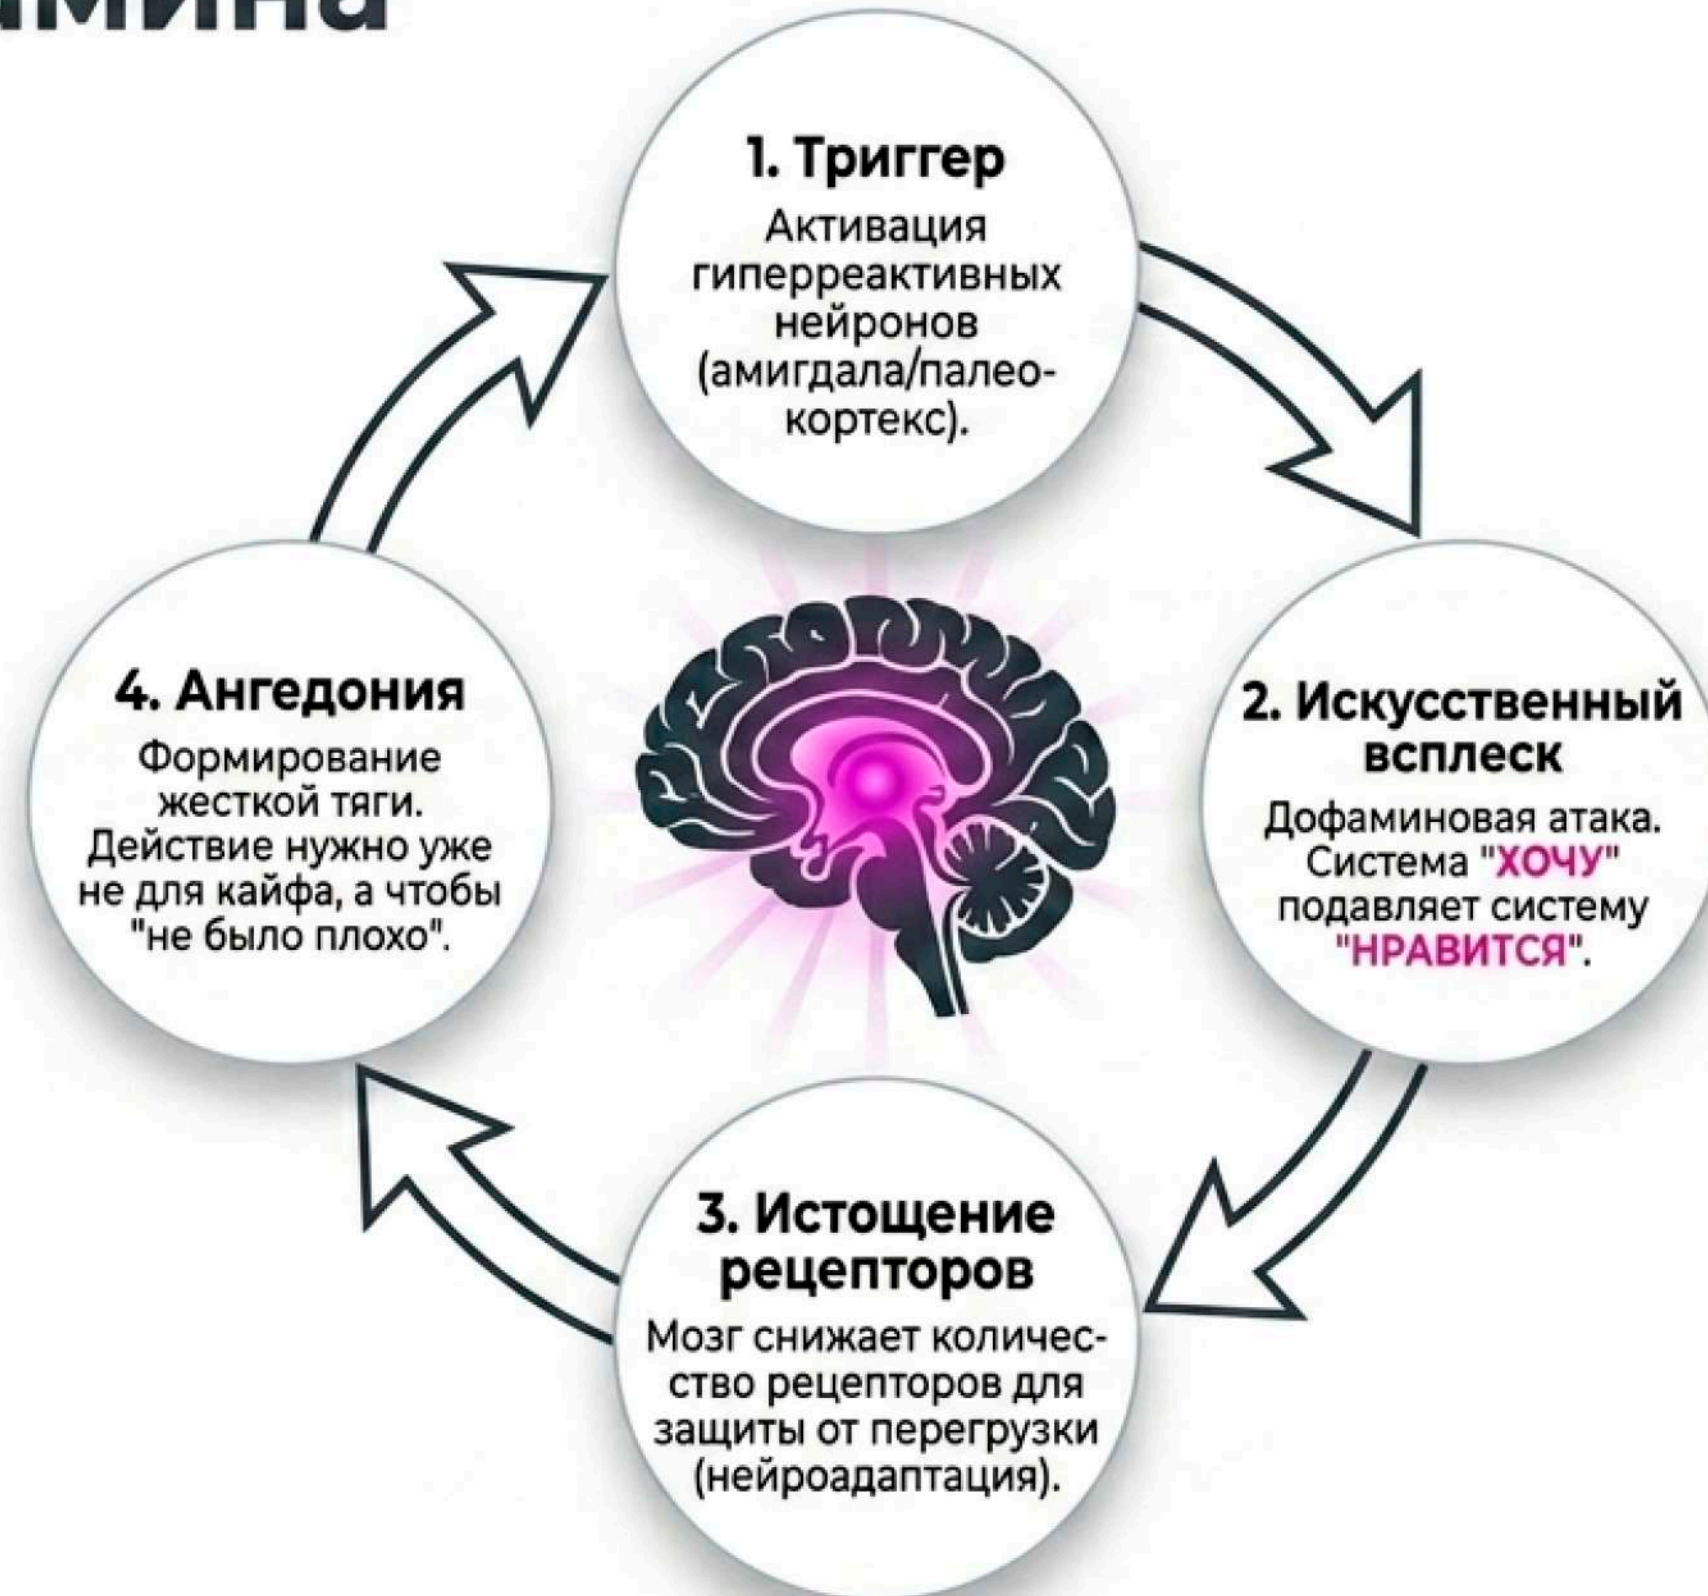 1. Триггер
Активация
гиперреактивных
нейронов
(амигдала/палео-
кортекс).
2. Искусственный
всплеск
Дофаминовая атака.
Система "ХОЧУ"
подавляет систему
"НРАВИТСЯ".
3. Истощение
рецепторов
Мозг снижает количес-
ство рецепторов для
защиты от перегрузки
(нейроадаптация).
4. Ангедония
Формирование
жесткой тяги.
Действие нужно уже
не для кайфа, а чтобы
"не было плохо".